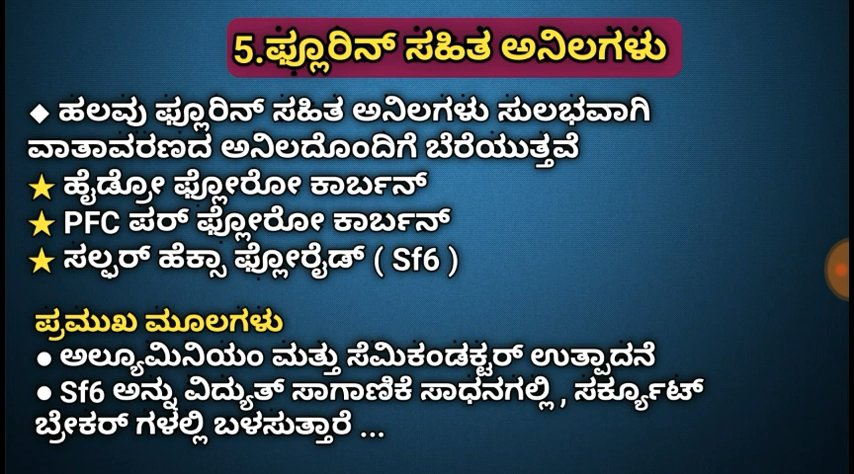 5.ಫ್ಲೂರಿನ್ ಸಹಿತ ಅನಿಲಗಳು
◆ ಹಲವು ಫ್ಲೂರಿನ್ ಸಹಿತ ಅನಿಲಗಳು ಸುಲಭವಾಗಿ
ವಾತಾವರಣದ ಅನಿಲದೊಂದಿಗೆ ಬೆರೆಯುತ್ತವೆ
★ ಹೈಡ್ರೋ ಫ್ಲೋರೋ ಕಾರ್ಬನ್
★ PFC ಪರ್ ಫ್ಲೋರೋ ಕಾರ್ಬನ್
★ ಸಲ್ಫರ್ ಹೆಕ್ಸಾ ಫ್ಲೋರೈಡ್ ( Sf6 )
ಪ್ರಮುಖ ಮೂಲಗಳು
● ಅಲ್ಯೂಮಿನಿಯಂ ಮತ್ತು ಸೆಮಿಕಂಡಕ್ಟರ್ ಉತ್ಪಾದನೆ
● Sf6 ಅನ್ನು ವಿದ್ಯುತ್ ಸಾಗಾಣಿಕೆ ಸಾಧನಗಲ್ಲಿ , ಸರ್ಕ್ಯೂಟ್
ಬ್ರೇಕರ್ ಗಳಲ್ಲಿ ಬಳಸುತ್ತಾರೆ ...